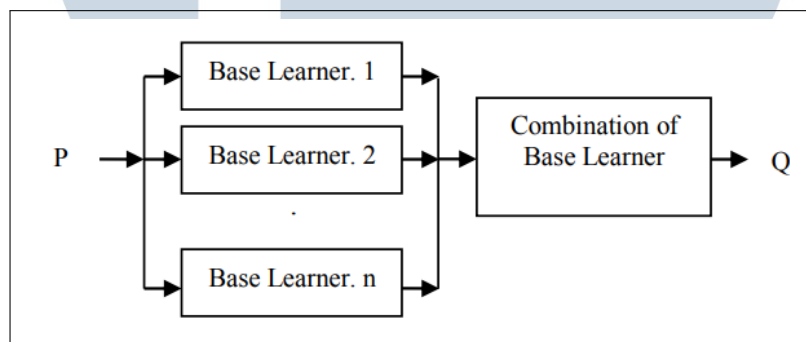 Base Learner. 1
P
Base Learner. 2
.
Base Learner. n
Combination of
Base Learner
Q